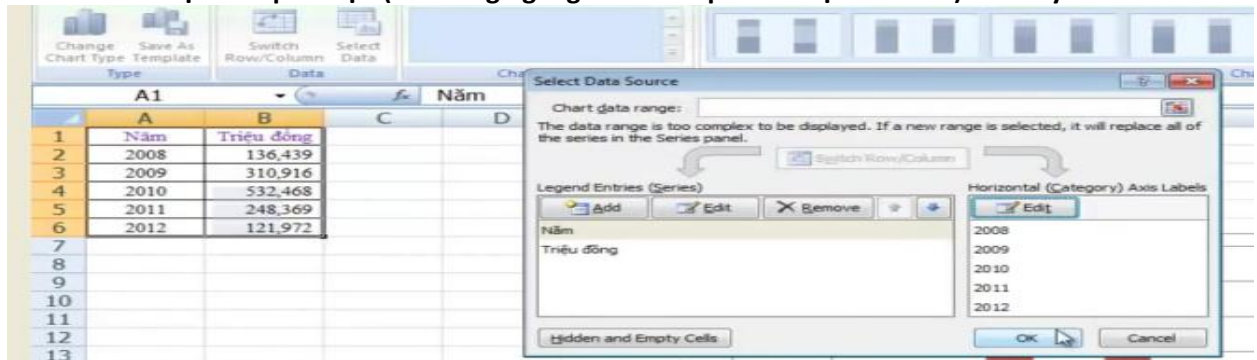 Change Chart Type
Save As Template
Switch Row/Column
Select Data
Type
Data
A1
Năm
A B C D
1 Năm Triệu đồng
2 2008 136,439
3 2009 310,916
4 2010 532,468
5 2011 248,369
6 2012 121,972
7
8
9
10
11
12
13
Select Data Source
Chart data range:
The data range is too complex to be displayed. If a new range is selected, it will replace all of
the series in the Series panel.
Switch Row/Column
Legend Entries (Series)
Add Edit Remove
Năm
Triệu đồng
Horizontal (Category) Axis Labels
Edit
2008
2009
2010
2011
2012
Hidden and Empty Cells
OK Cancel